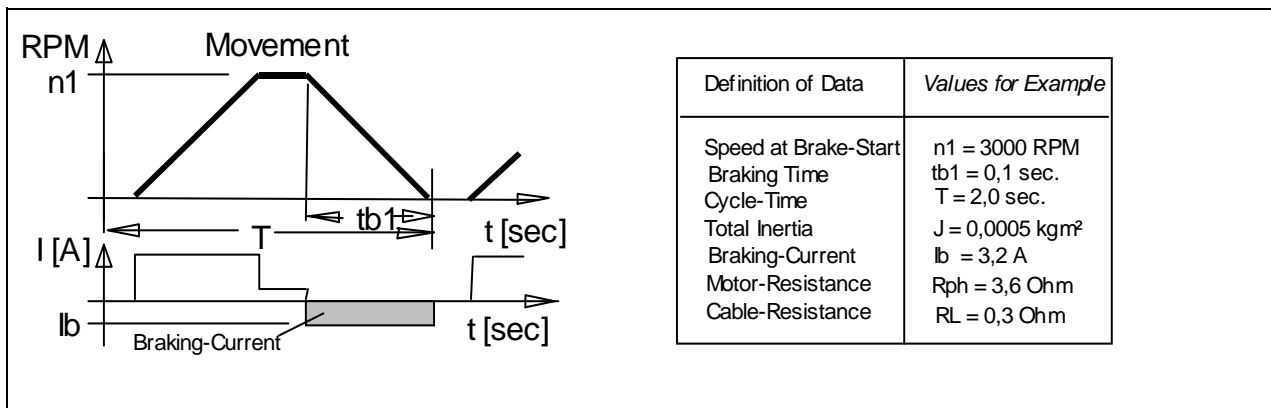 RPM
Movement
n1
tb1
T
t [sec]
I [A]
Ib
Braking-Current
t [sec]
Definition of Data Values for Example
Speed at Brake-Start n1 = 3000 RPM
Braking Time tb1 = 0,1 sec.
Cycle-Time T = 2,0 sec.
Total Inertia J = 0,0005 kgm²
Braking-Current Ib = 3,2 A
Motor-Resistance Rph = 3,6 Ohm
Cable-Resistance RL = 0,3 Ohm